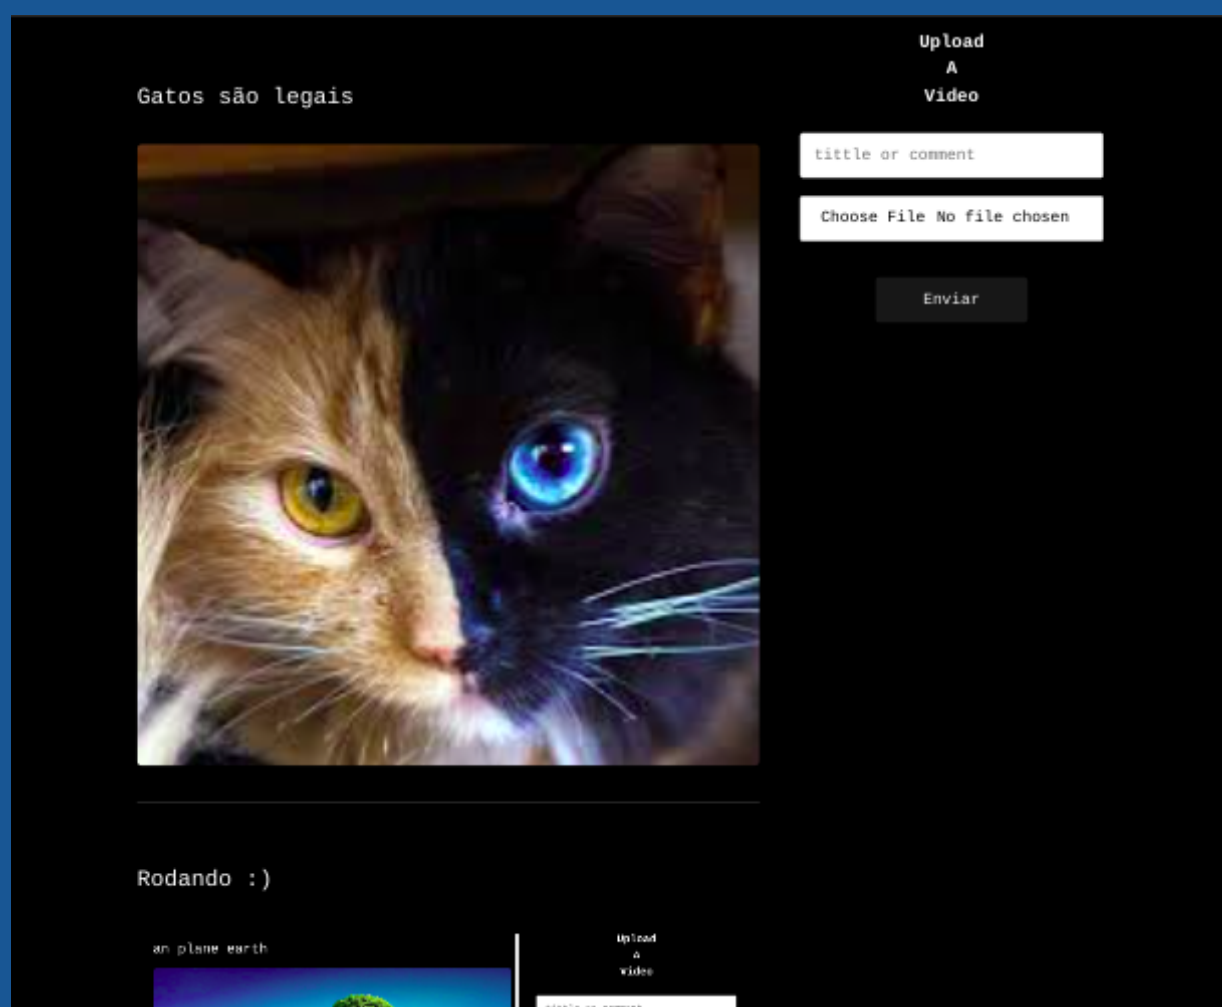 Upload
A
Video
Gatos são legais
tittle or comment
Choose File No file chosen
Enviar
Rodando :)
an plane earth
Upload
A
Video